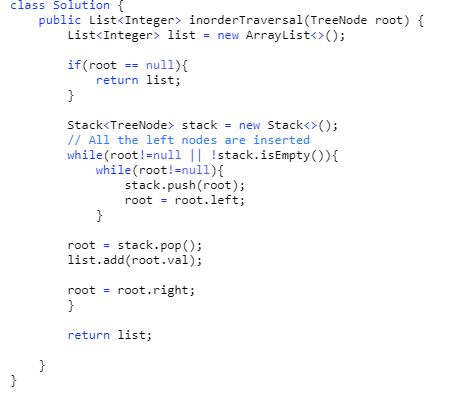 class Solution {
    public List<Integer> inorderTraversal(TreeNode root) {
        List<Integer> list = new ArrayList<>();

        if(root == null){
            return list;
        }

        Stack<TreeNode> stack = new Stack<>();
        // All the left nodes are inserted
        while(root!=null || !stack.isEmpty()){
            while(root!=null){
                stack.push(root);
                root = root.left;
            }

        root = stack.pop();
        list.add(root.val);

        root = root.right;
        }

        return list;

    }
}